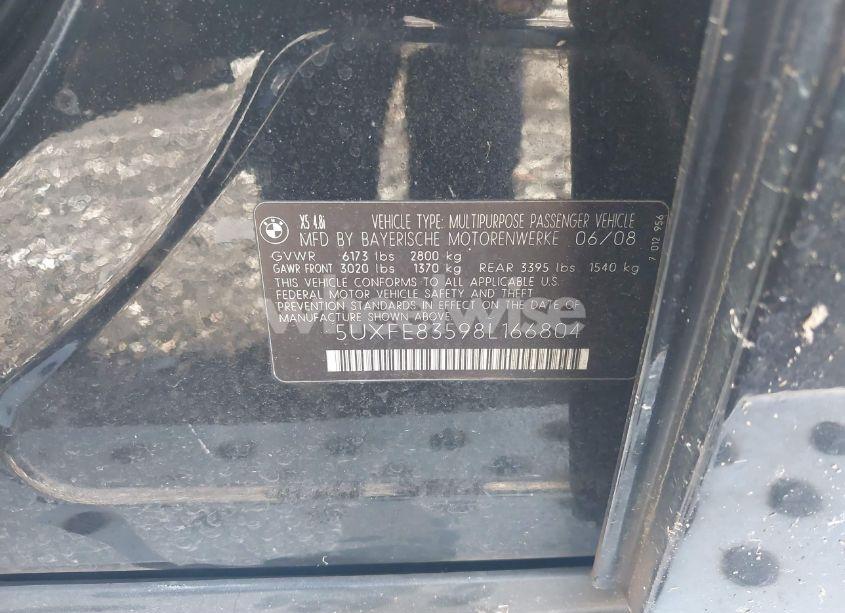 BMW
X5 4.8i VEHICLE TYPE: MULTIPURPOSE PASSENGER VEHICLE
MFD BY BAYERISCHE MOTORENWERKE 06/08
GVWR 6173 lbs 2800 kg
GAWR FRONT 3020 lbs 1370 kg REAR 3395 lbs 1540 kg
THIS VEHICLE CONFORMS TO ALL APPLICABLE U.S.
FEDERAL MOTOR VEHICLE SAFETY AND THEFT
PREVENTION STANDARDS IN EFFECT ON THE DATE OF
MANUFACTURE SHOWN ABOVE.
5UXFE83598L166804
7 012 956